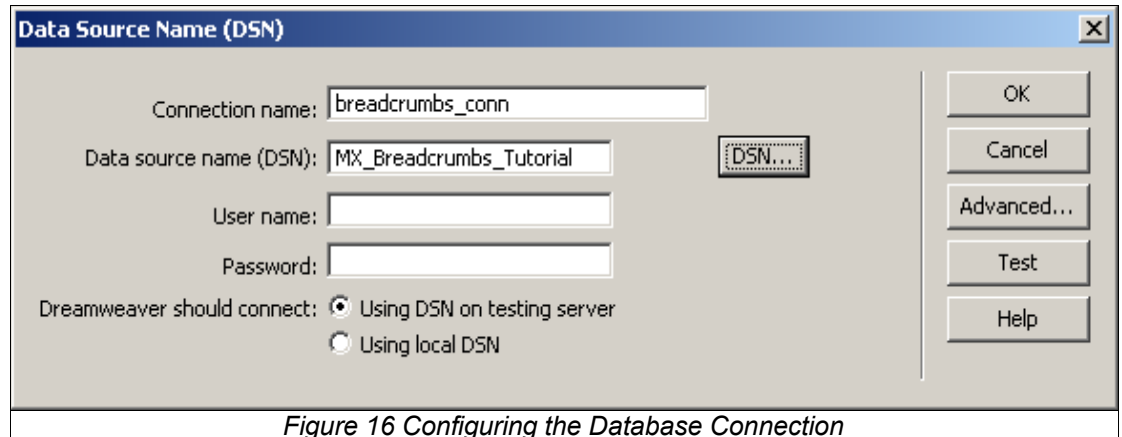 Data Source Name (DSN)
Connection name: breadcrumbs_conn
OK
Data source name (DSN): MX_Breadcrumbs_Tutorial
DSN...
Cancel
User name:
Advanced...
Password:
Test
Dreamweaver should connect: Using DSN on testing server
Help
Using local DSN
Figure 16 Configuring the Database Connection